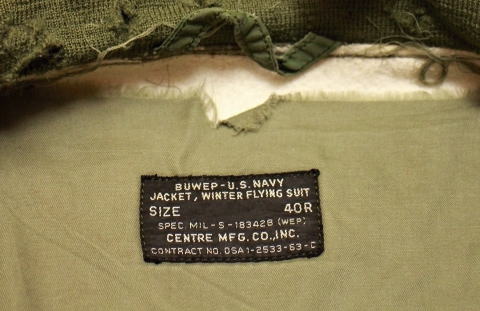 BUWEP - U.S. NAVY
JACKET, WINTER FLYING SUIT
SIZE 40R
SPEC. MIL-S-18342B (WEP)
CENTRE MFG. CO., INC.
CONTRACT NO. DSA1-2533-63-C